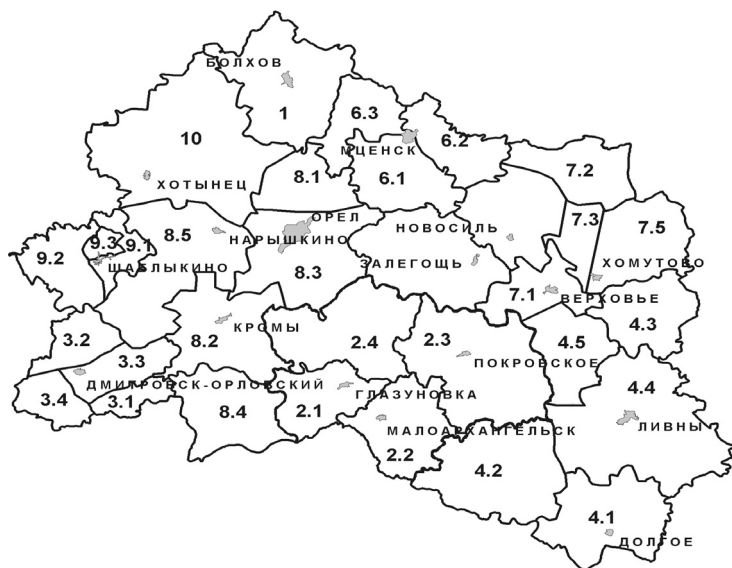 БОЛХОВ
1
6.3
6.2
10
МЦЕНСК
7.2
ХОТЫНЕЦ
8.1
6.1
7.3
7.5
ОРЕЛ
НОВОСИЛЬ
9.2
9.3
9.1
8.5
НАРЫШКИНО
ХОМУТОВО
ШАБЛЫКИНО
8.3
ЗАЛЕГОЩЬ
7.1
ВЕРХОВЬЕ
3.2
8.2
КРОМЫ
2.4
2.3
4.5
4.3
3.3
ПОКРОВСКОЕ
ДМИТРОВСК-ОРЛОВСКИЙ
ГЛАЗУНОВКА
4.4
3.4
3.1
8.4
2.1
МАЛОАРХАНГЕЛЬСК
ЛИВНЫ
2.2
4.2
4.1
ДОЛГОЕ